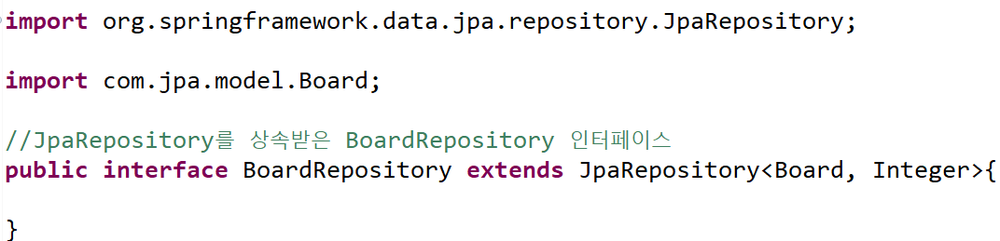 import org.springframework.data.jpa.repository.JpaRepository;
import com.jpa.model.Board;
//JpaRepository를 상속받은 BoardRepository 인터페이스
public interface BoardRepository extends JpaRepository<Board, Integer>{
}